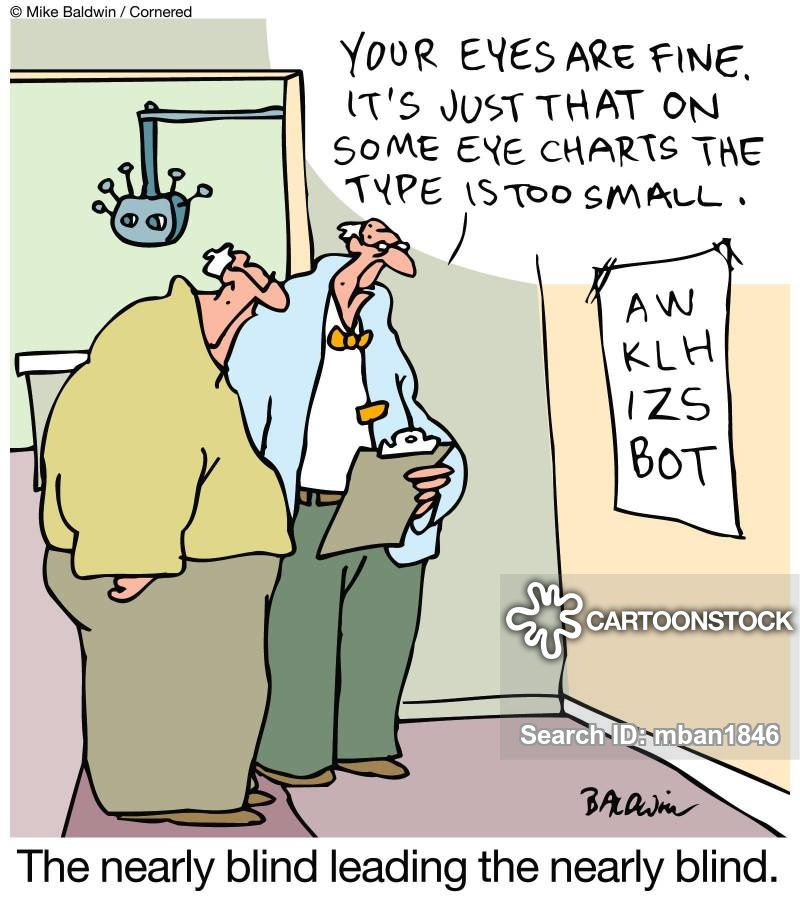 © Mike Baldwin / Cornered
YOUR EYES ARE FINE.
IT'S JUST THAT ON
SOME EYE CHARTS THE
TYPE IS TOO SMALL.
AW
KLH
IZS
BOT
CARTOONSTOCK
Search ID: mban1846
BALDWIN
The nearly blind leading the nearly blind.